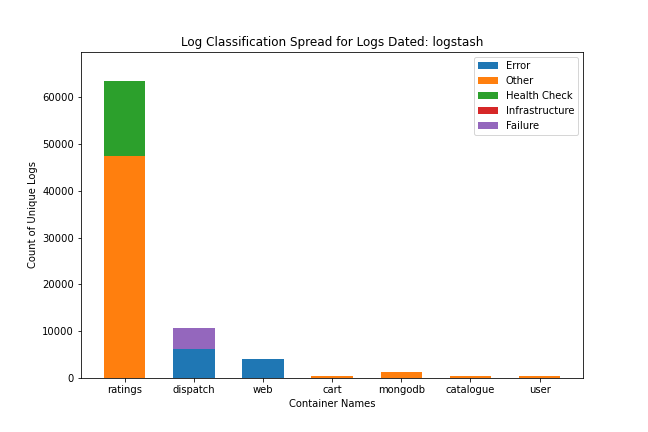 Log Classification Spread for Logs Dated: logstash
Error
Other
Health Check
Infrastructure
Failure
Count of Unique Logs
60000
50000
40000
30000
20000
10000
0
ratings dispatch web cart mongodb catalogue user
Container Names